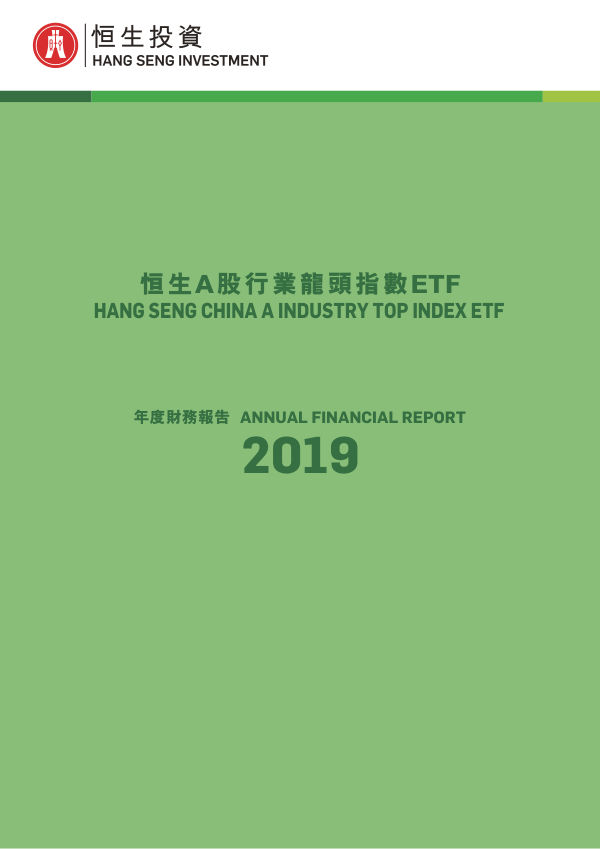 恒生投資
HANG SENG INVESTMENT
恒生A股行業龍頭指數ETF
HANG SENG CHINA A INDUSTRY TOP INDEX ETF
年度財務報告 ANNUAL FINANCIAL REPORT
2019